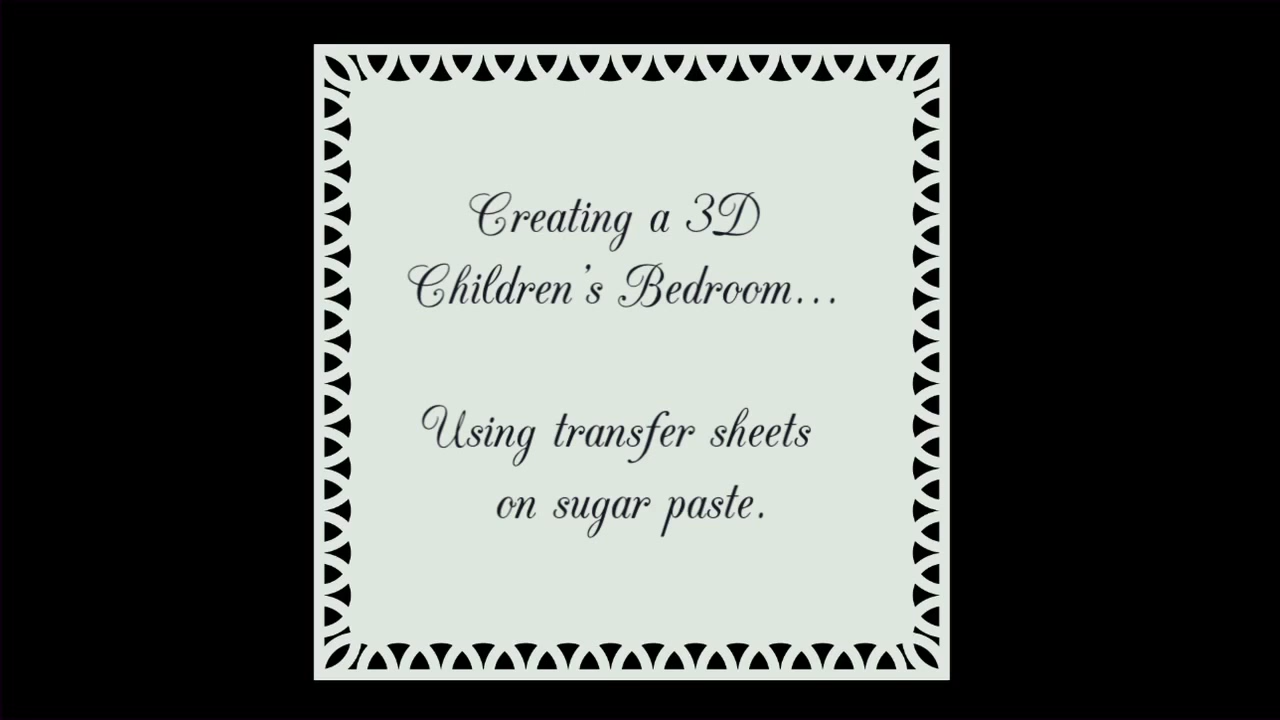 Creating a 3D
Children's Bedroom...
Using transfer sheets
on sugar paste.